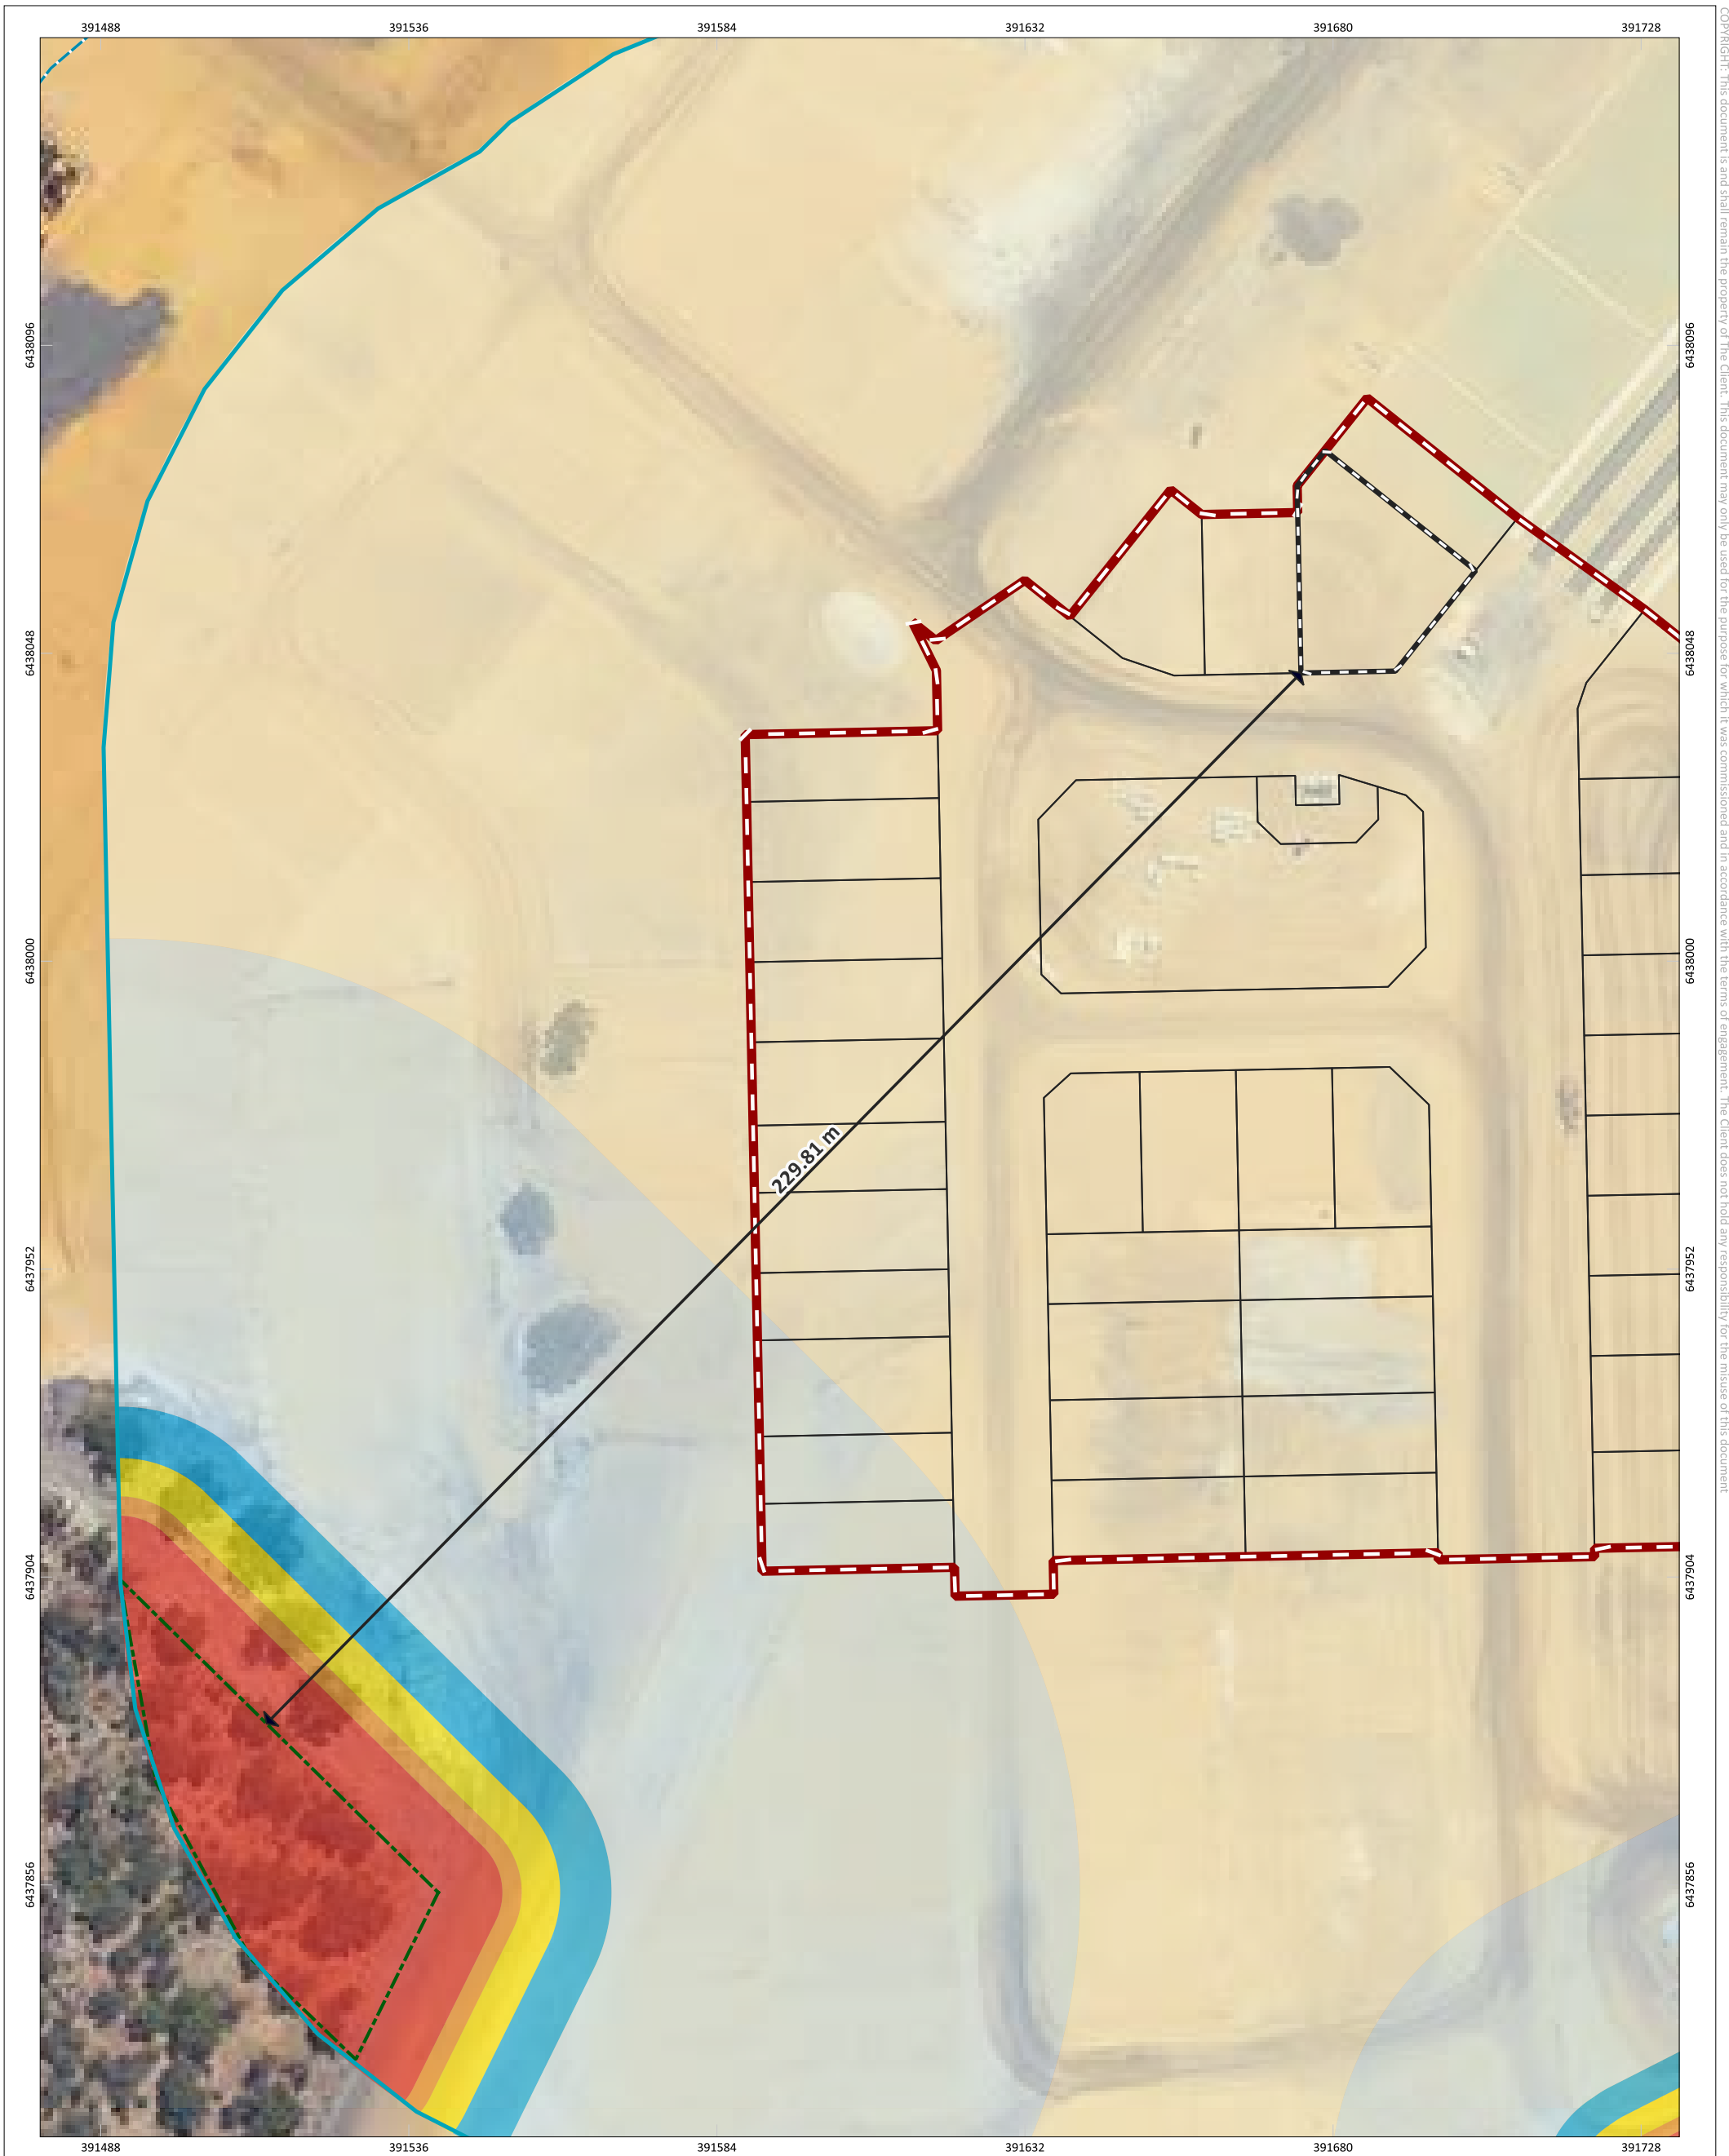 391488 391536 391584 391632 391680 391728
COPYRIGHT: This document is and shall remain the property of The Client. This document may only be used for the purpose for which it was commissioned and in accordance with the terms of engagement. The Client does not hold any responsibility for the misuse of this document
6438096 6438096
6438048 6438048
6438000 6438000
229.81 m
6437952 6437952
6437904 6437904
6437856 6437856
391488 391536 391584 391632 391680 391728